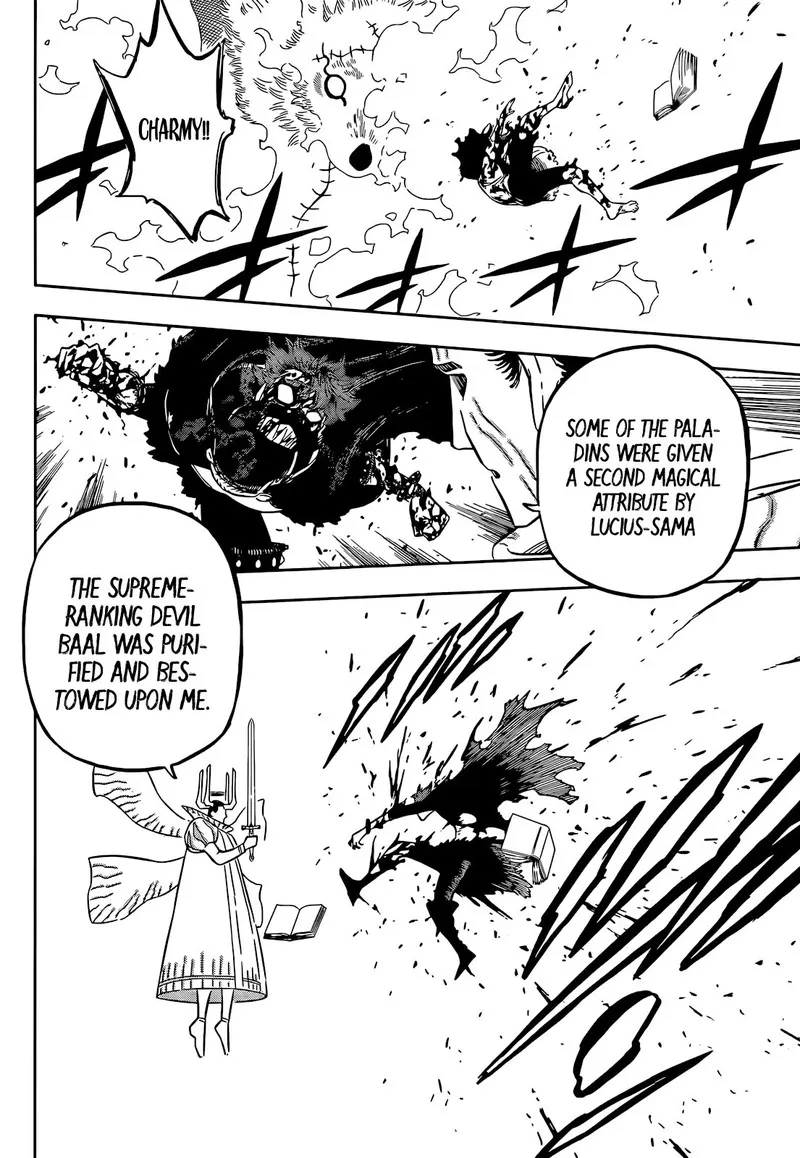 CHARMY!!
SOME OF THE PALA-
DINS WERE GIVEN
A SECOND MAGICAL
ATTRIBUTE BY
LUCIUS-SAMA
THE SUPREME-
RANKING DEVIL
BAAL WAS PURI-
FIED AND BES-
TOWED UPON ME.